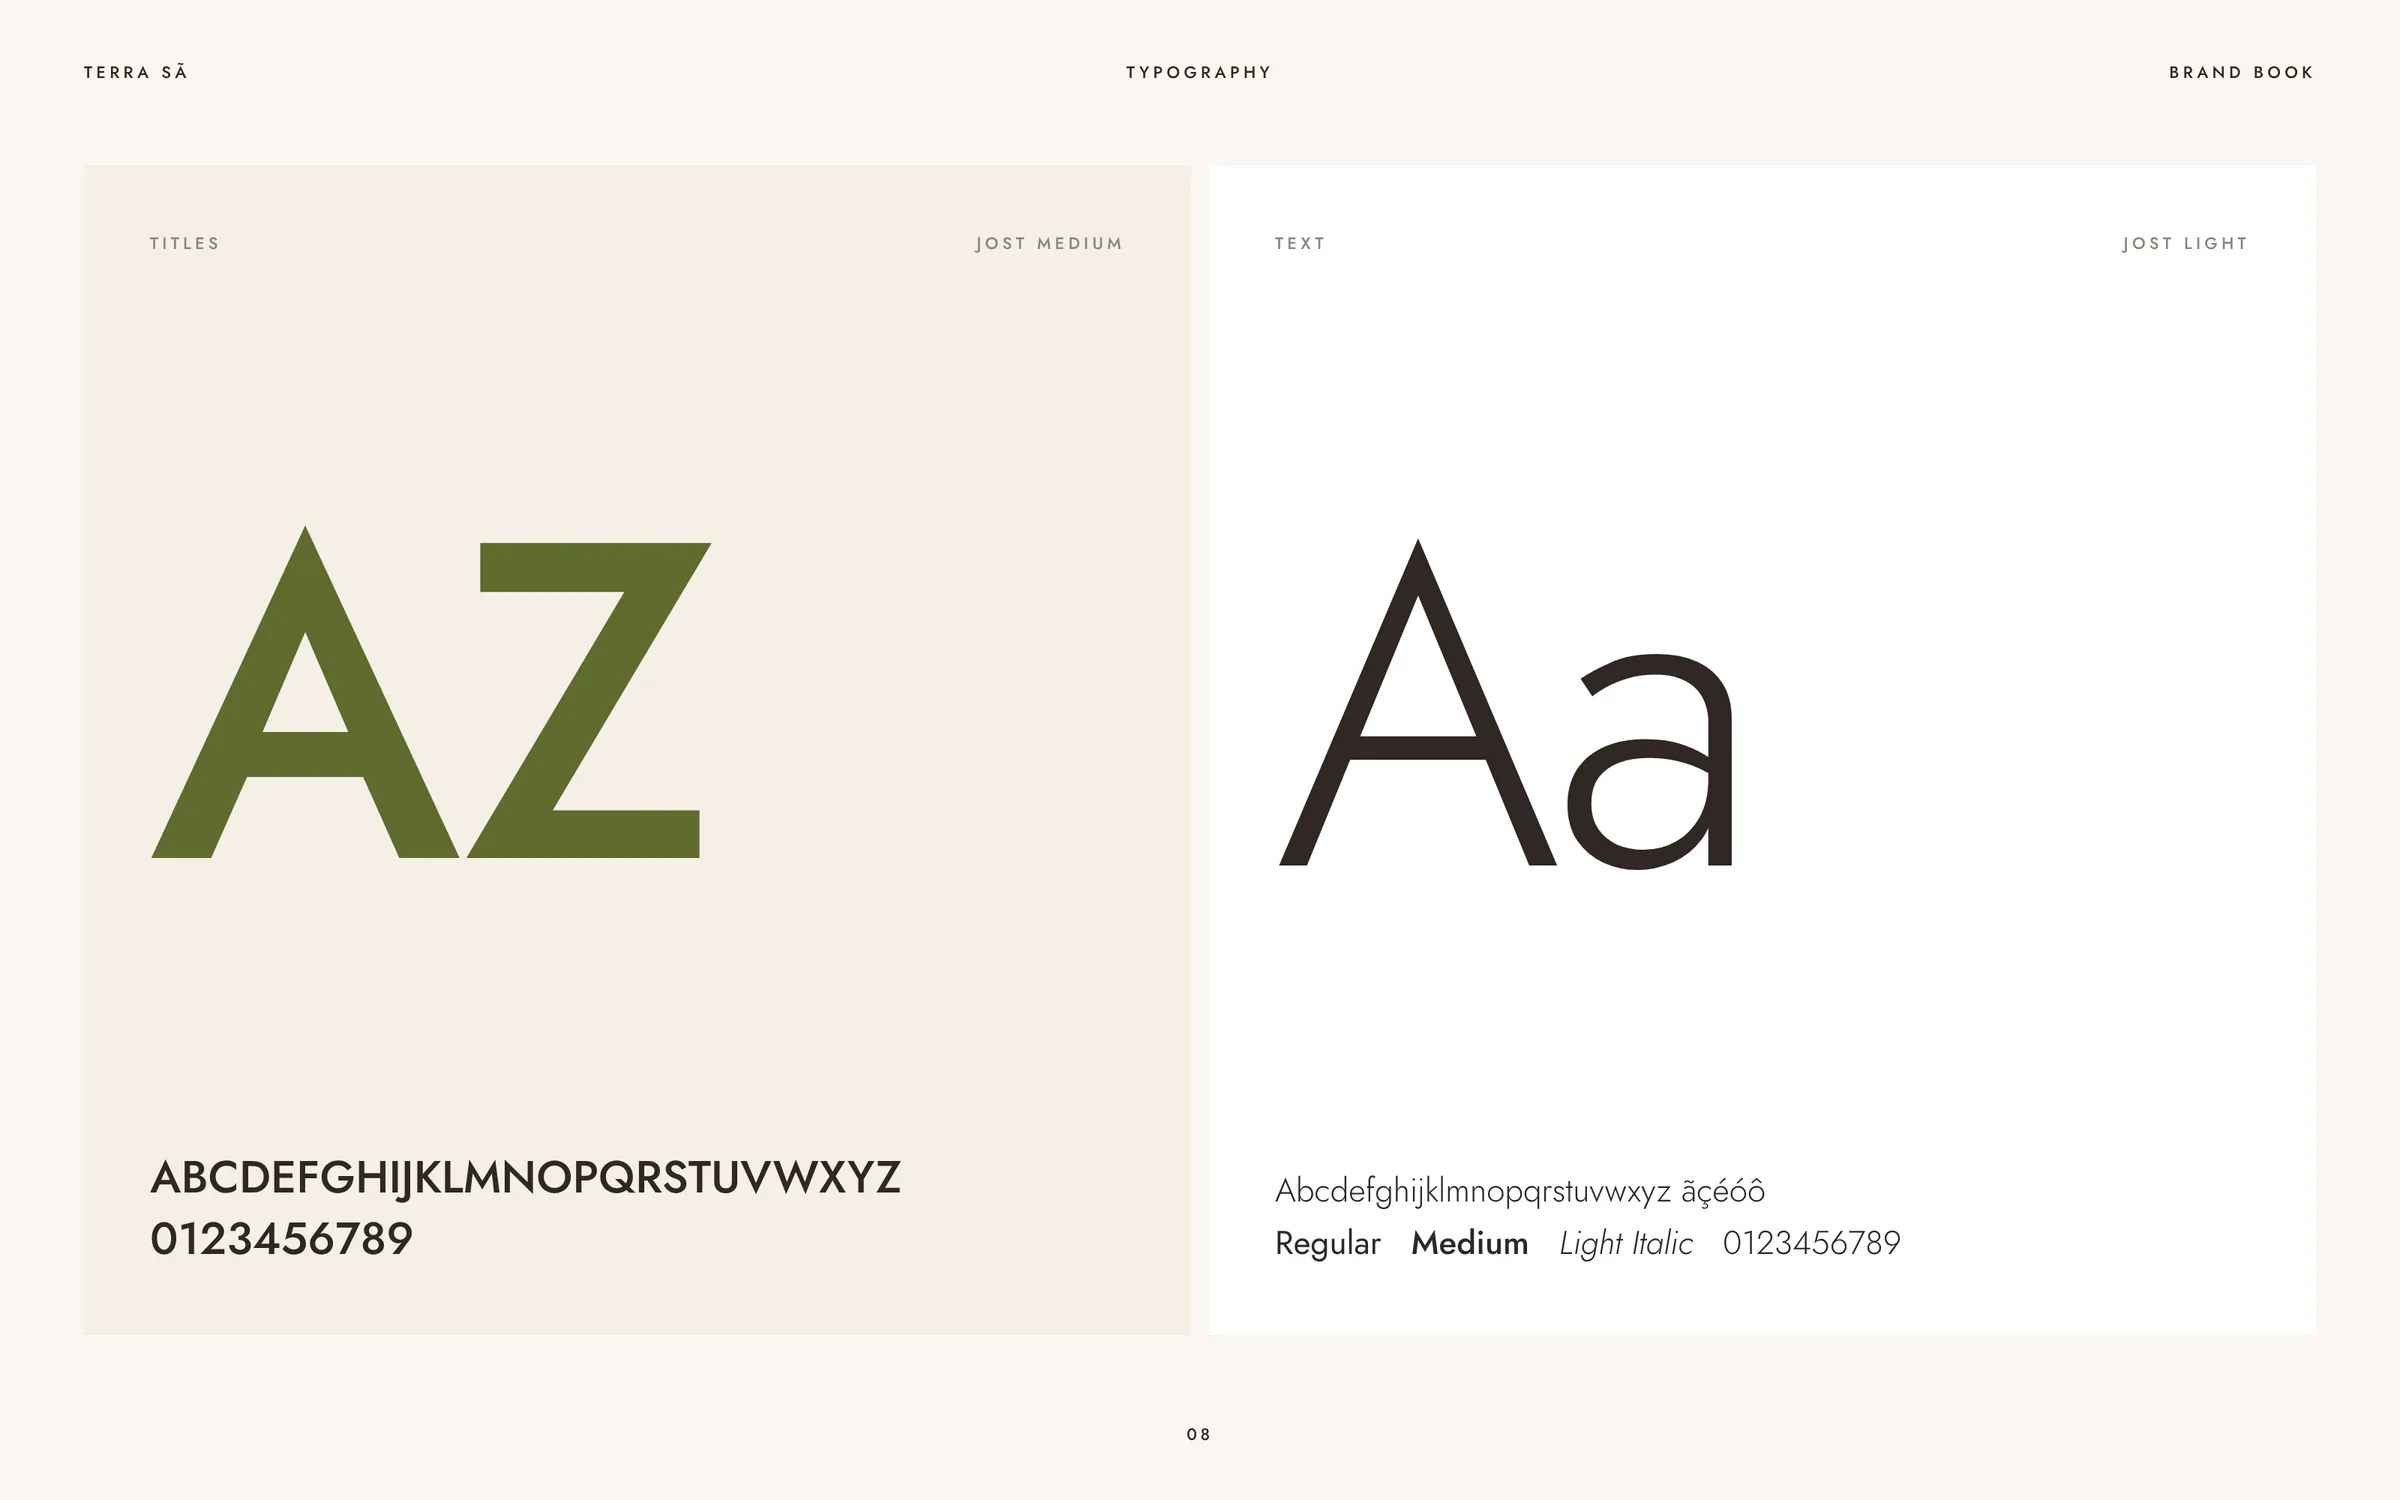 TERRA SÃ
TYPOGRAPHY
BRAND BOOK
TITLES
JOST MEDIUM
AZ
ABCDEFGHIJKLMNOPQRSTUVWXYZ
0123456789
TEXT
JOST LIGHT
Aa
Abcdefghijklmnopqrstuvwxyz ãçéóô
Regular Medium Light Italic 0123456789
08